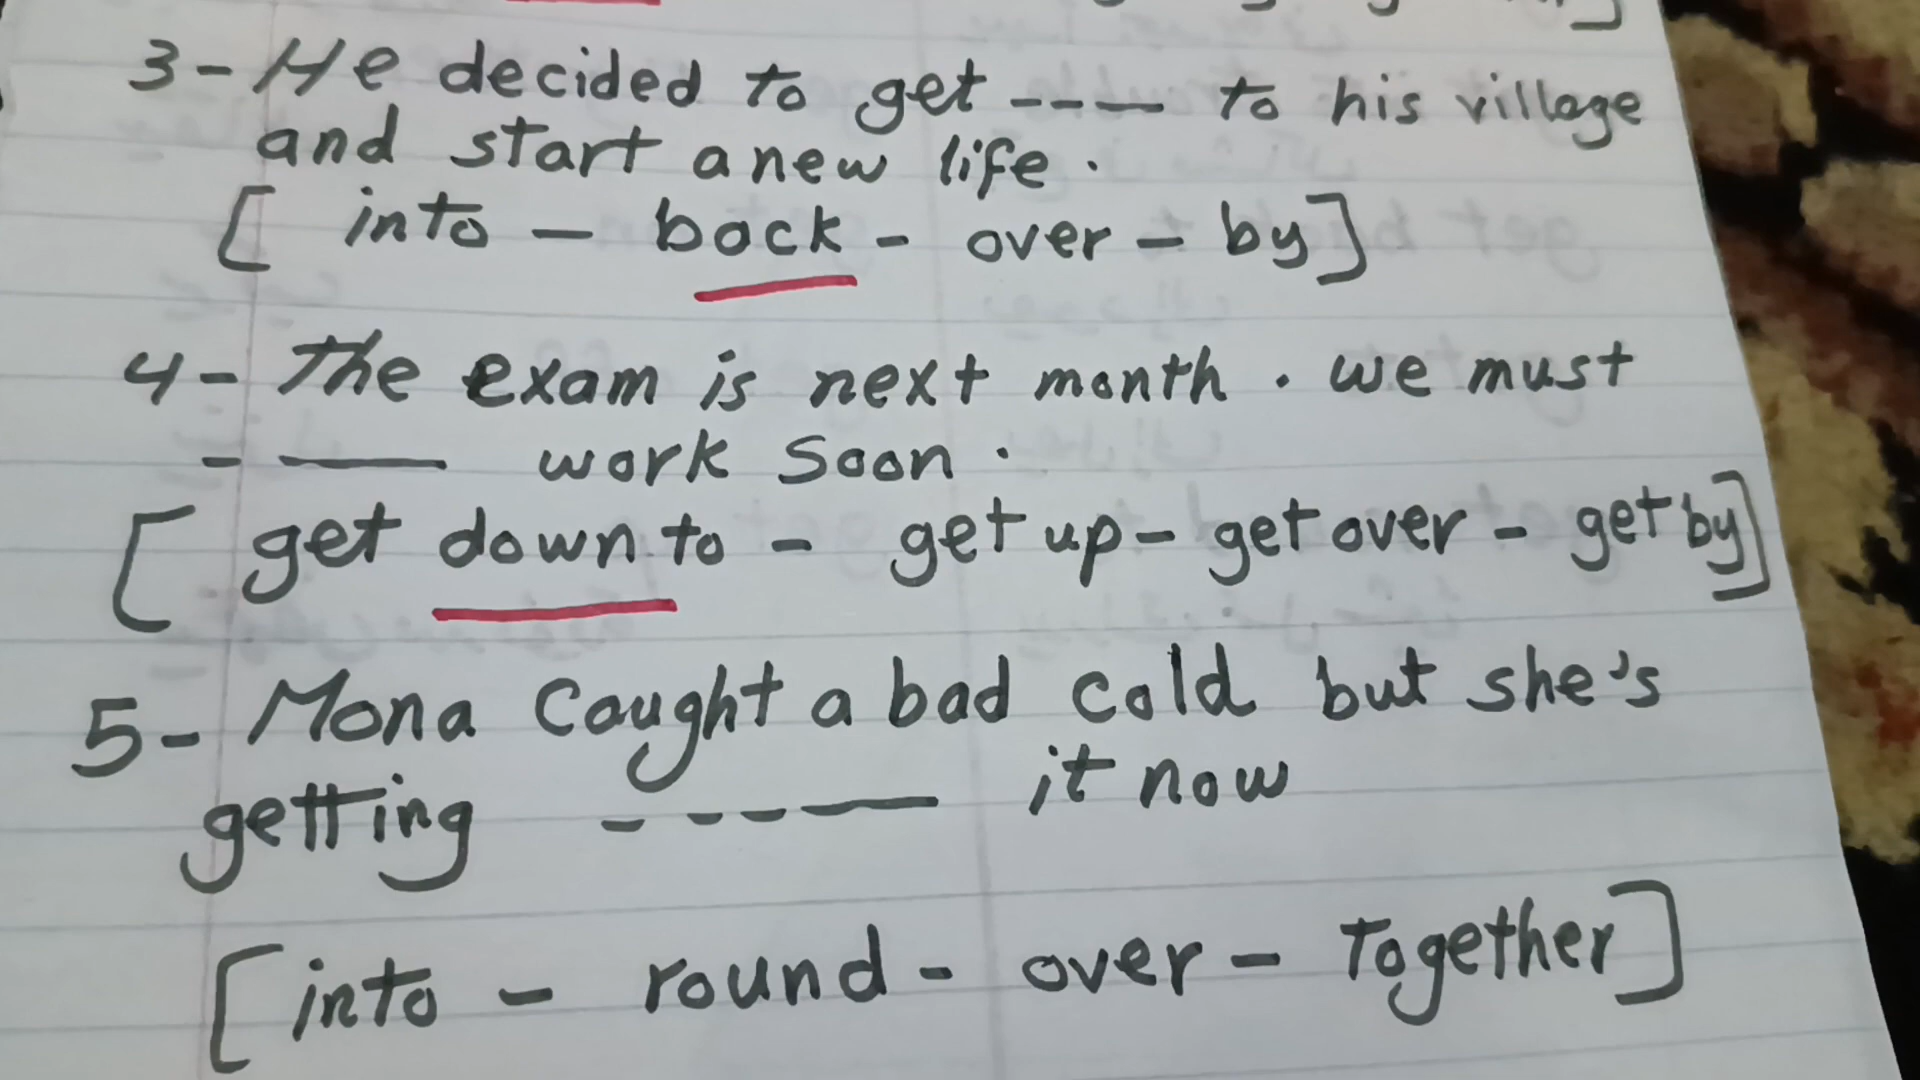 3- He decided to get ---- to his village
and start a new life.
[ into - back - over - by]
4- The exam is next month. we must
- — work soon.
[ get down to - get up - get over - get by]
5- Mona caught a bad cold but she's
getting ----— it now
[into - round - over - Together]